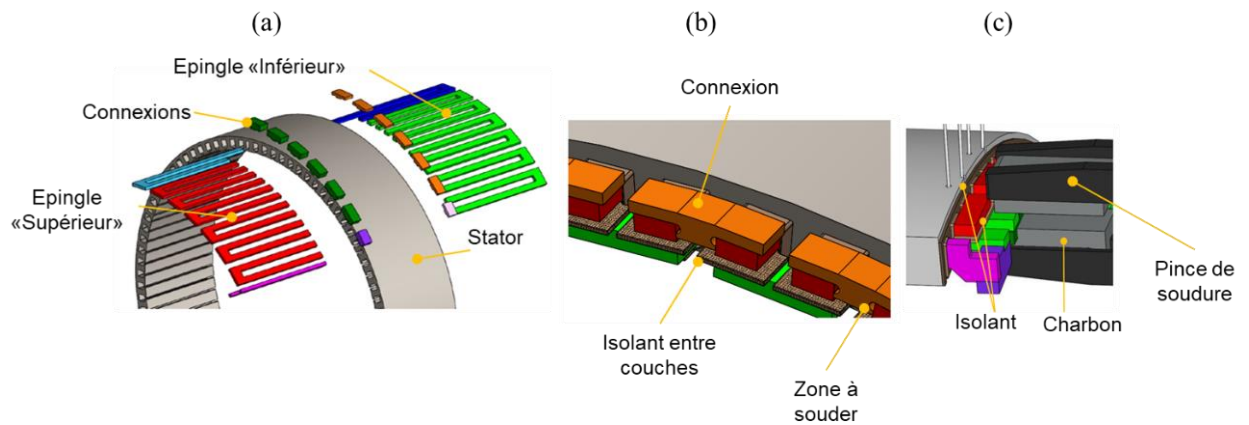 (a)
(b)
(c)
Epingle «Inférieur»
Connexions
Epingle
«Supérieur»
Stator
Connexion
Isolant entre
couches
Zone à
souder
Pince de
soudure
Isolant
Charbon